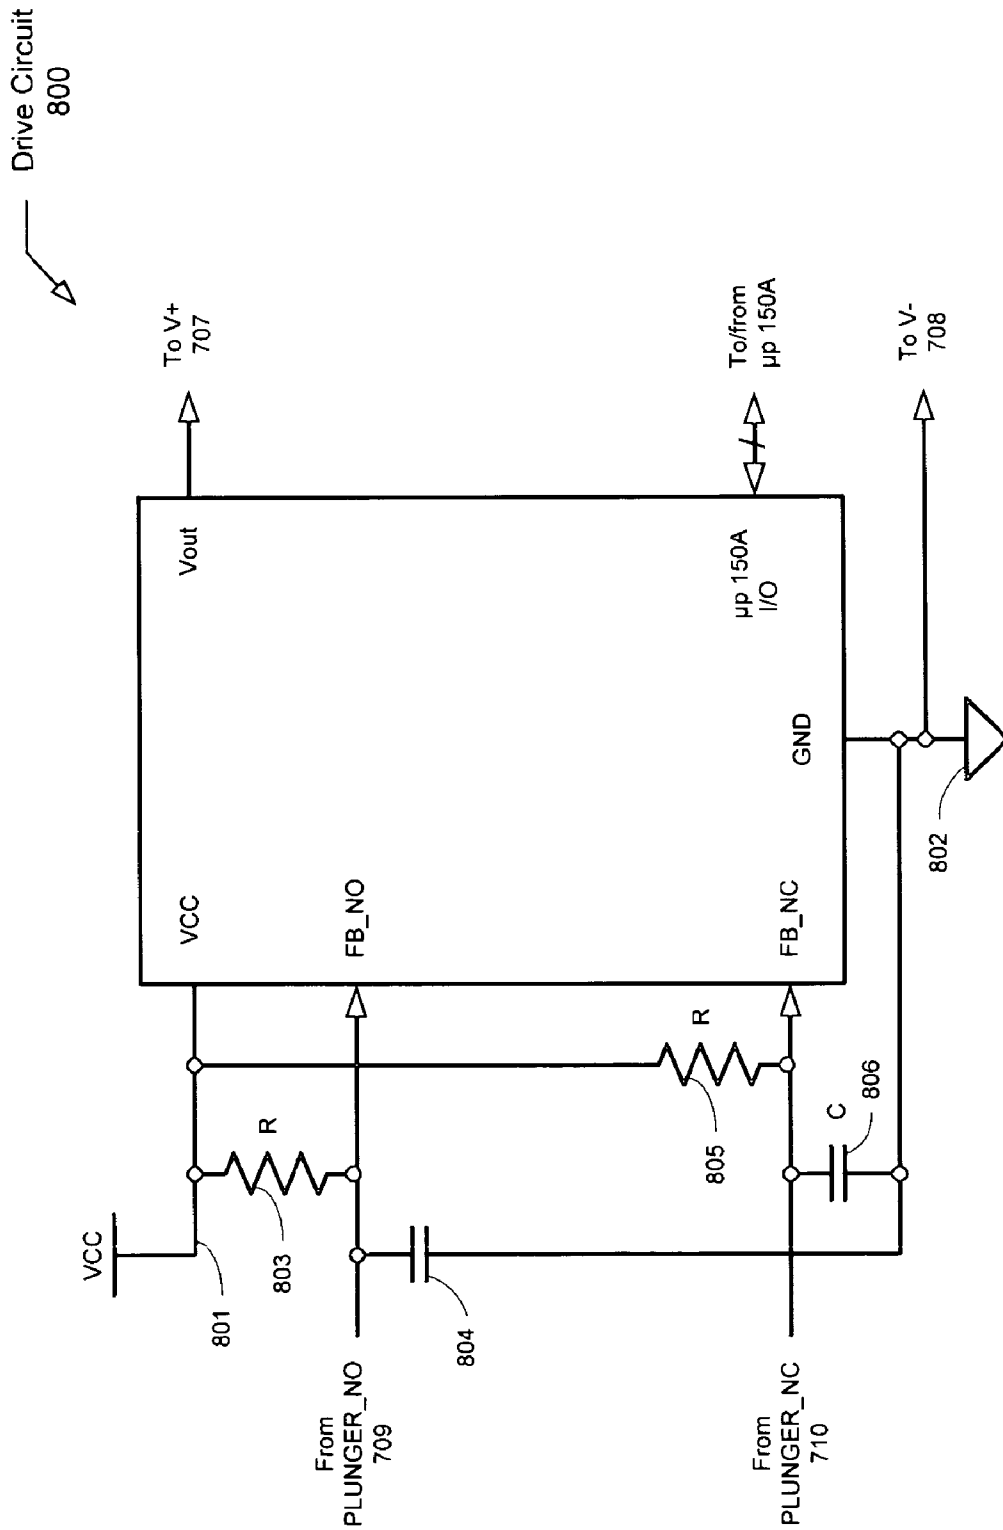 Drive Circuit
800
VCC
801
R
803
From
PLUNGER_NO
709
804
R
805
From
PLUNGER_NC
710
C
806
VCC
FB_NO
FB_NC
GND
Vout
µp 150A
I/O
To V+
707
To/from
µp 150A
To V-
708
802